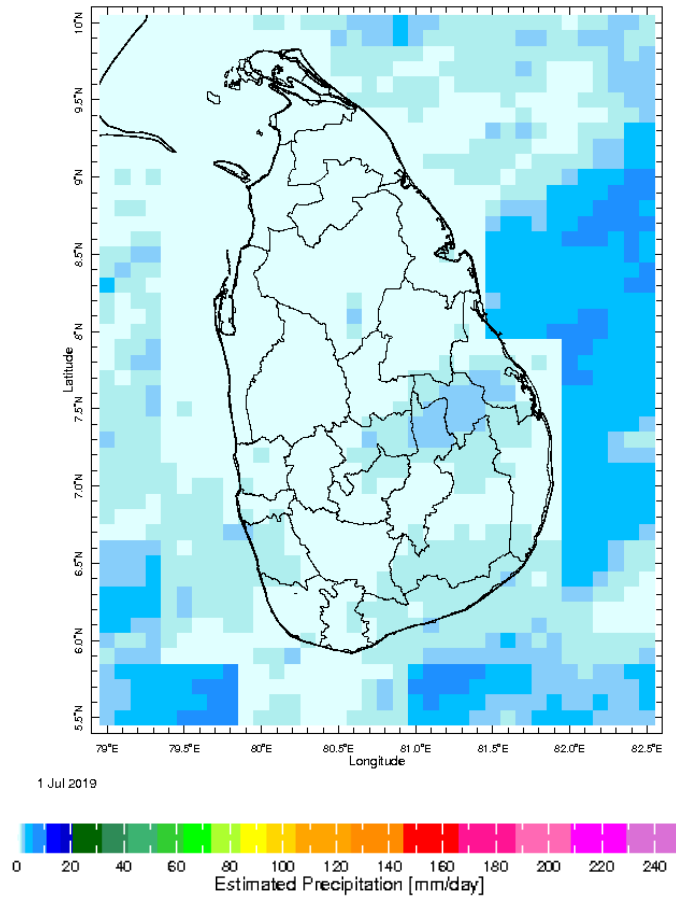 10°N
9.5°N
9°N
8.5°N
8°N
7.5°N
7.0°N
6.5°N
6.0°N
5.5°N
Latitude
79°E 79.5°E 80°E 80.5°E 81.0°E 81.5°E 82.0°E 82.5°E
Longitude
1 Jul 2019
0 20 40 60 80 100 120 140 160 180 200 220 240
Estimated Precipitation [mm/day]